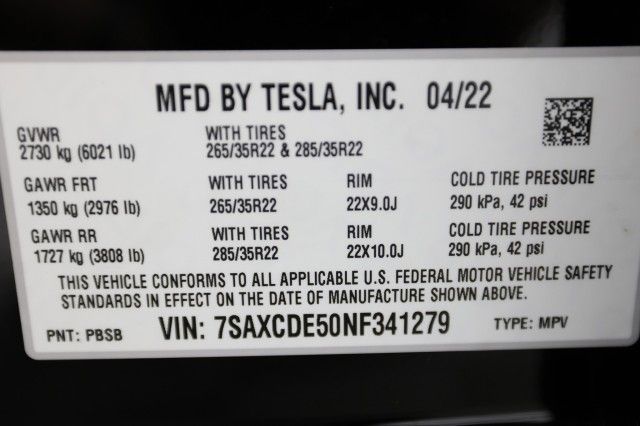 MFD BY TESLA, INC. 04/22
GVWR WITH TIRES
2730 kg (6021 lb) 265/35R22 & 285/35R22
GAWR FRT WITH TIRES RIM COLD TIRE PRESSURE
1350 kg (2976 lb) 265/35R22 22X9.0J 290 kPa, 42 psi
GAWR RR WITH TIRES RIM COLD TIRE PRESSURE
1727 kg (3808 lb) 285/35R22 22X10.0J 290 kPa, 42 psi
THIS VEHICLE CONFORMS TO ALL APPLICABLE U.S. FEDERAL MOTOR VEHICLE SAFETY
STANDARDS IN EFFECT ON THE DATE OF MANUFACTURE SHOWN ABOVE.
PNT: PBSB VIN: 7SAXCDE50NF341279 TYPE: MPV